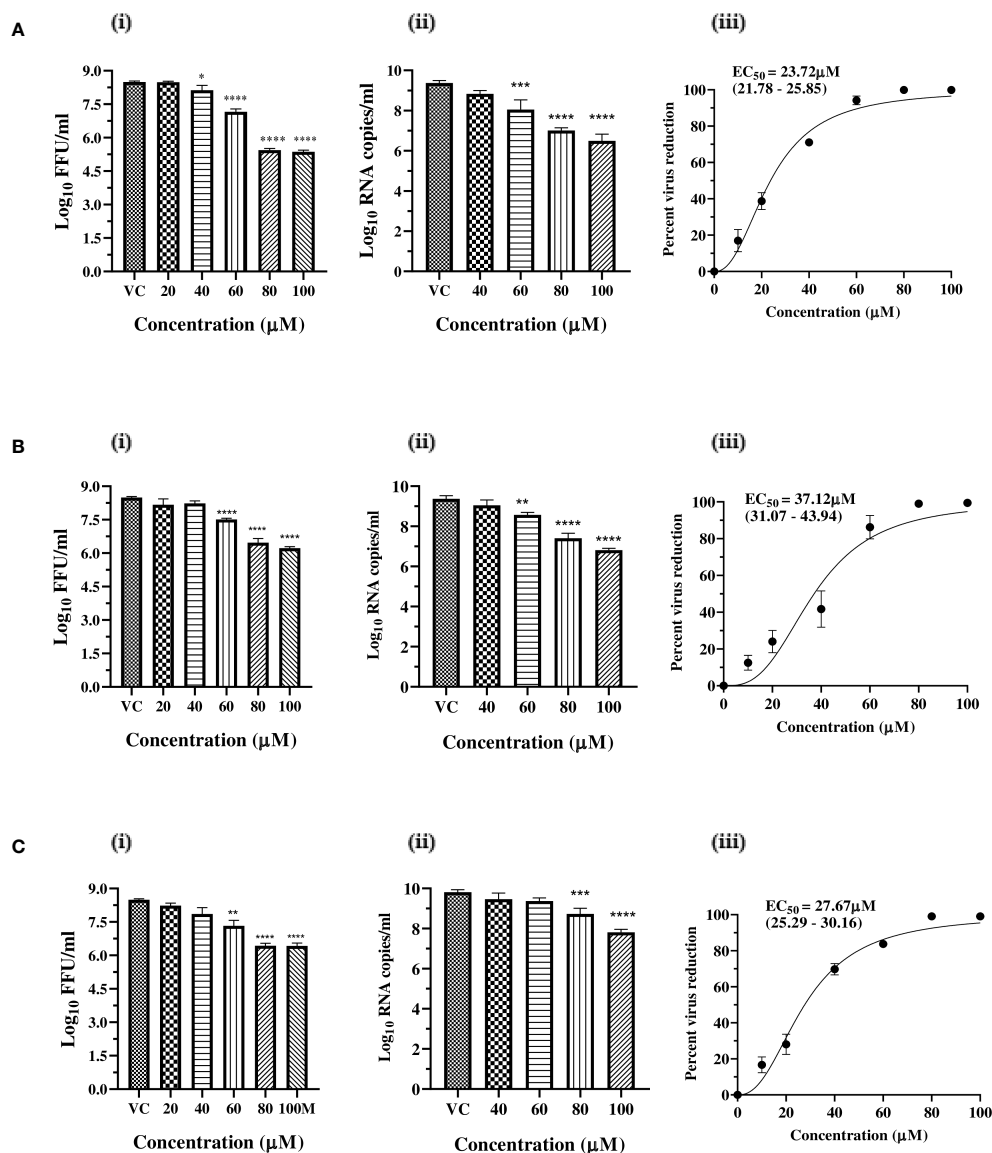 A
(i)
(ii)
(iii)
Log10 FFU/ml
9.0
7.5
6.0
4.5
3.0
1.5
0.0
* **** **** ****
VC 20 40 60 80 100
Concentration (μM)
Log10 RNA copies/ml
10
8
6
4
2
0
*** **** ****
VC 40 60 80 100
Concentration (μM)
EC50 = 23.72μM
(21.78 - 25.85)
Percent virus reduction
100
80
60
40
20
0
0 20 40 60 80 100
Concentration (μM)
B
(i)
(ii)
(iii)
Log10 FFU/ml
9.0
7.5
6.0
4.5
3.0
1.5
0.0
**** **** ****
VC 20 40 60 80 100
Concentration (μM)
Log10 RNA copies/ml
10
8
6
4
2
0
** **** ****
VC 40 60 80 100
Concentration (μM)
EC50 = 37.12μM
(31.07 - 43.94)
Percent virus reduction
100
80
60
40
20
0
0 20 40 60 80 100
Concentration (μM)
C
(i)
(ii)
(iii)
Log10 FFU/ml
9.0
7.5
6.0
4.5
3.0
1.5
0.0
** **** ****
VC 20 40 60 80 100M
Concentration (μM)
Log10 RNA copies/ml
10
8
6
4
2
0
*** ****
VC 40 60 80 100
Concentration (μM)
EC50 = 27.67μM
(25.29 - 30.16)
Percent virus reduction
100
80
60
40
20
0
0 20 40 60 80 100
Concentration (μM)